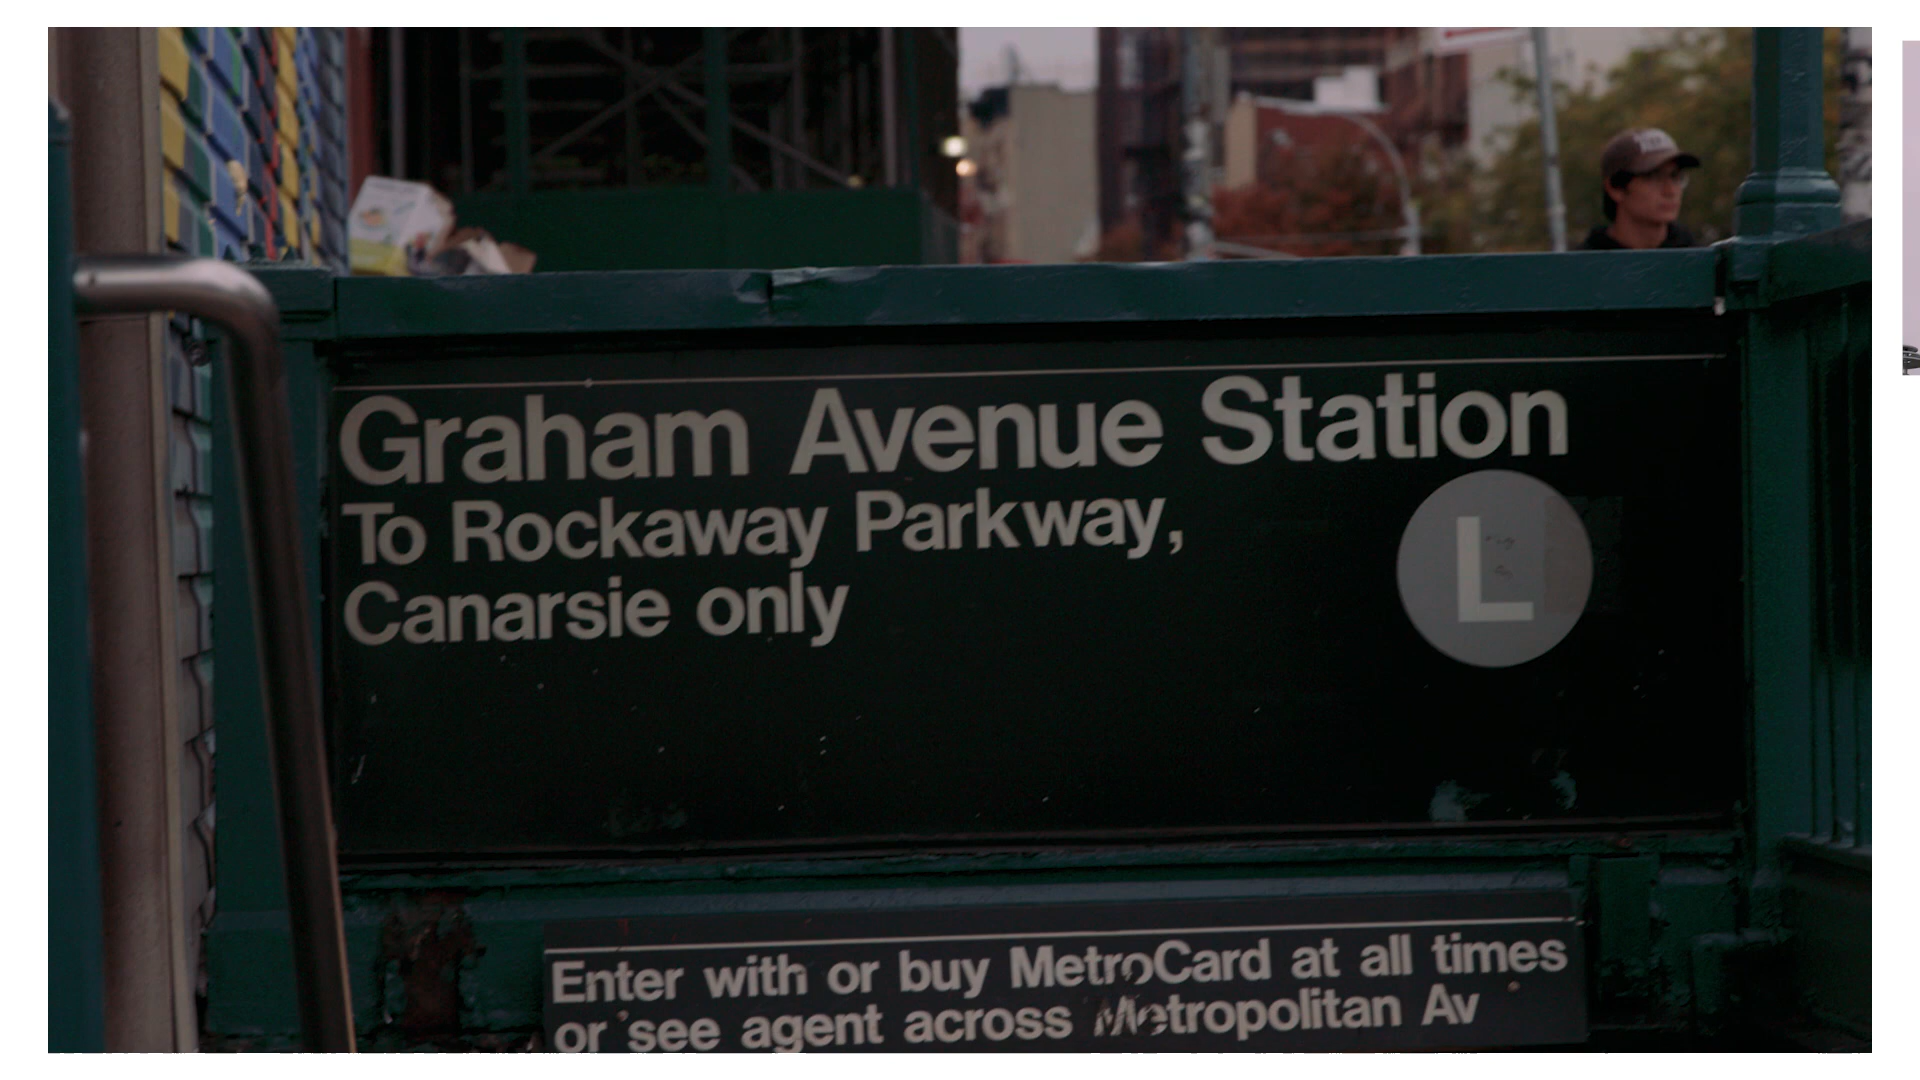 Graham Avenue Station
To Rockaway Parkway,
Canarsie only
L
Enter with or buy MetroCard at all times
or see agent across Metropolitan Av